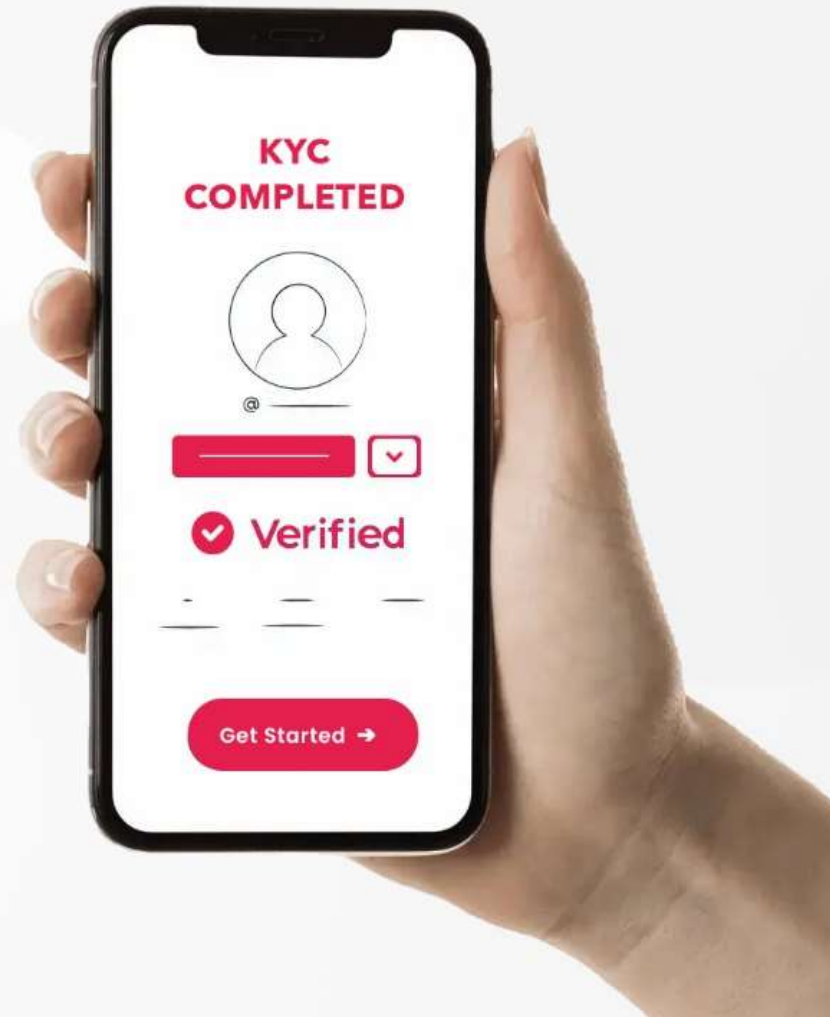 KYC
COMPLETED
@
Verified
Get Started ➔